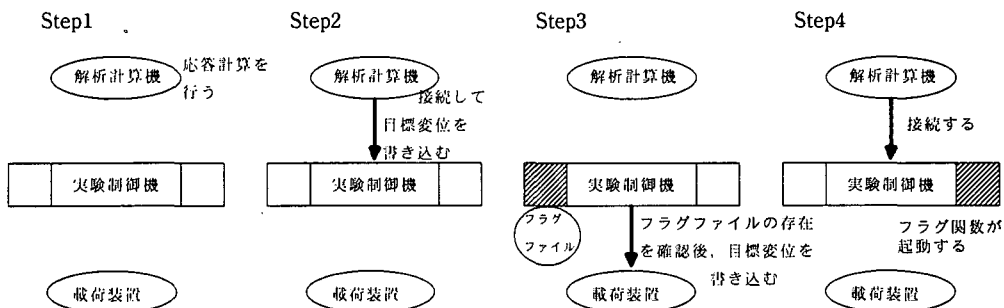 Step1
解析計算機
応答計算を
行う
実験制御機
載荷装置
Step2
解析計算機
接続して
目標変位を
書き込む
実験制御機
載荷装置
Step3
解析計算機
実験制御機
フラグ
ファイル
フラグファイルの存在
を確認後，目標変位を
書き込む
載荷装置
Step4
解析計算機
接続する
実験制御機
フラグ関数が
起動する
載荷装置